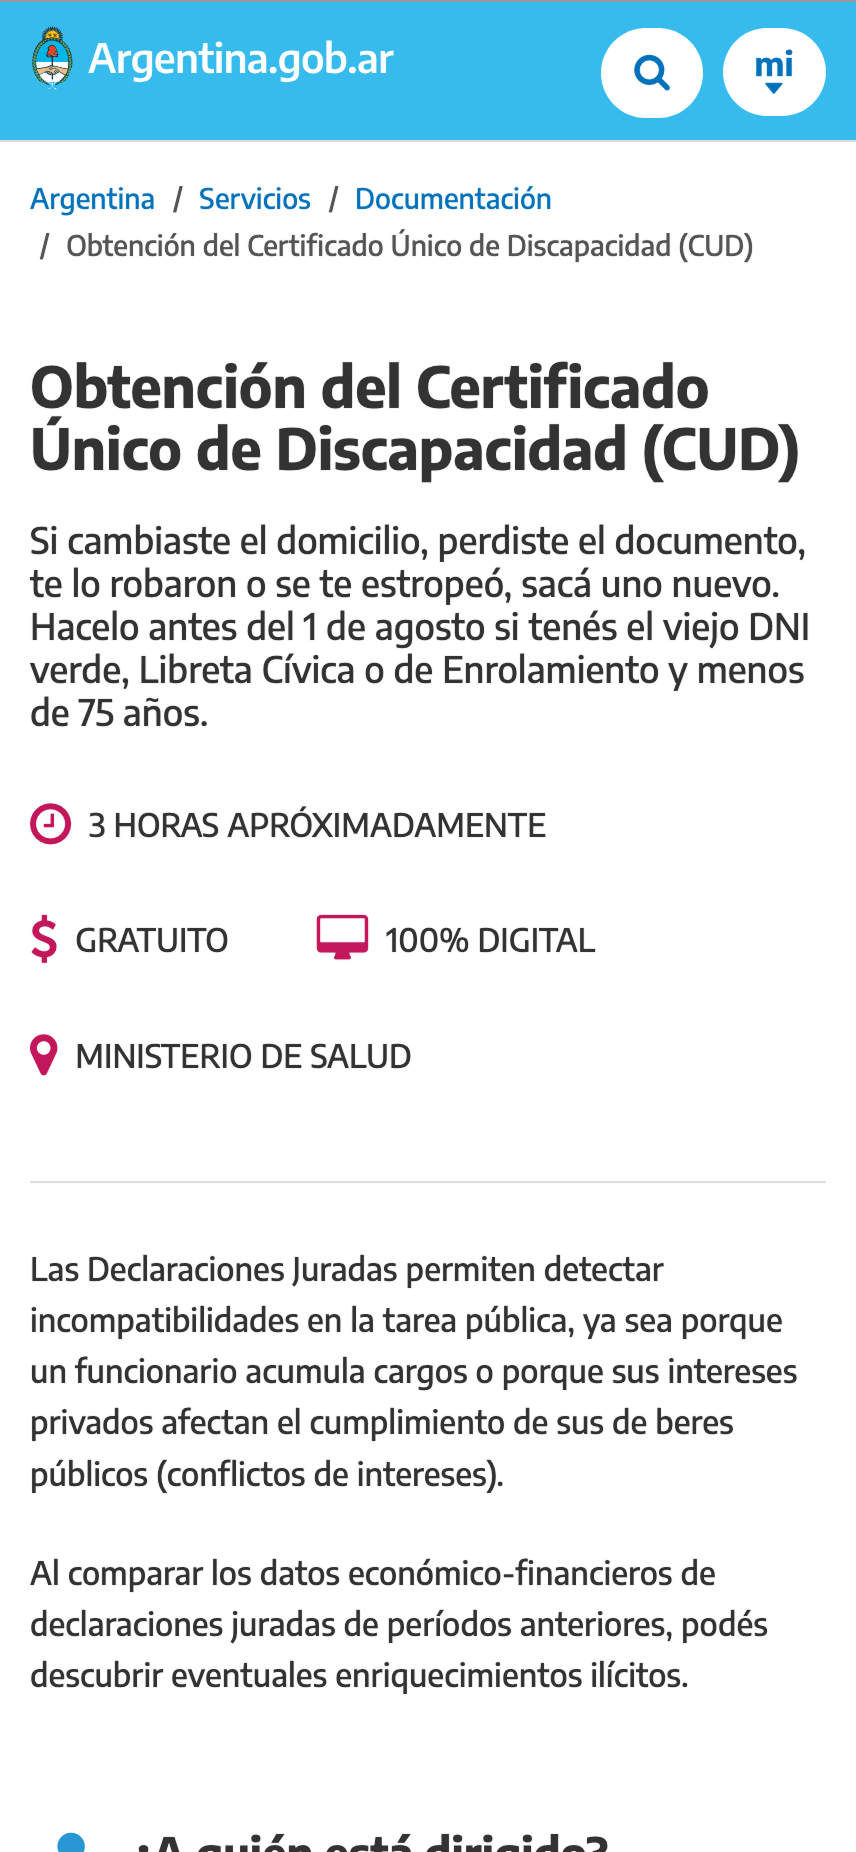 Argentina.gob.ar
mi
Argentina / Servicios / Documentación
/ Obtención del Certificado Único de Discapacidad (CUD)
Obtención del Certificado
Único de Discapacidad (CUD)
Si cambiaste el domicilio, perdiste el documento,
te lo robaron o se te estropeó, sacá uno nuevo.
Hacelo antes del 1 de agosto si tenés el viejo DNI
verde, Libreta Cívica o de Enrolamiento y menos
de 75 años.
3 HORAS APRÓXIMADAMENTE
$ GRATUITO
100% DIGITAL
MINISTERIO DE SALUD
Las Declaraciones Juradas permiten detectar
incompatibilidades en la tarea pública, ya sea porque
un funcionario acumula cargos o porque sus intereses
privados afectan el cumplimiento de sus de beres
públicos (conflictos de intereses).
Al comparar los datos económico-financieros de
declaraciones juradas de períodos anteriores, podés
descubrir eventuales enriquecimientos ilícitos.
¿A quién está dirigido?